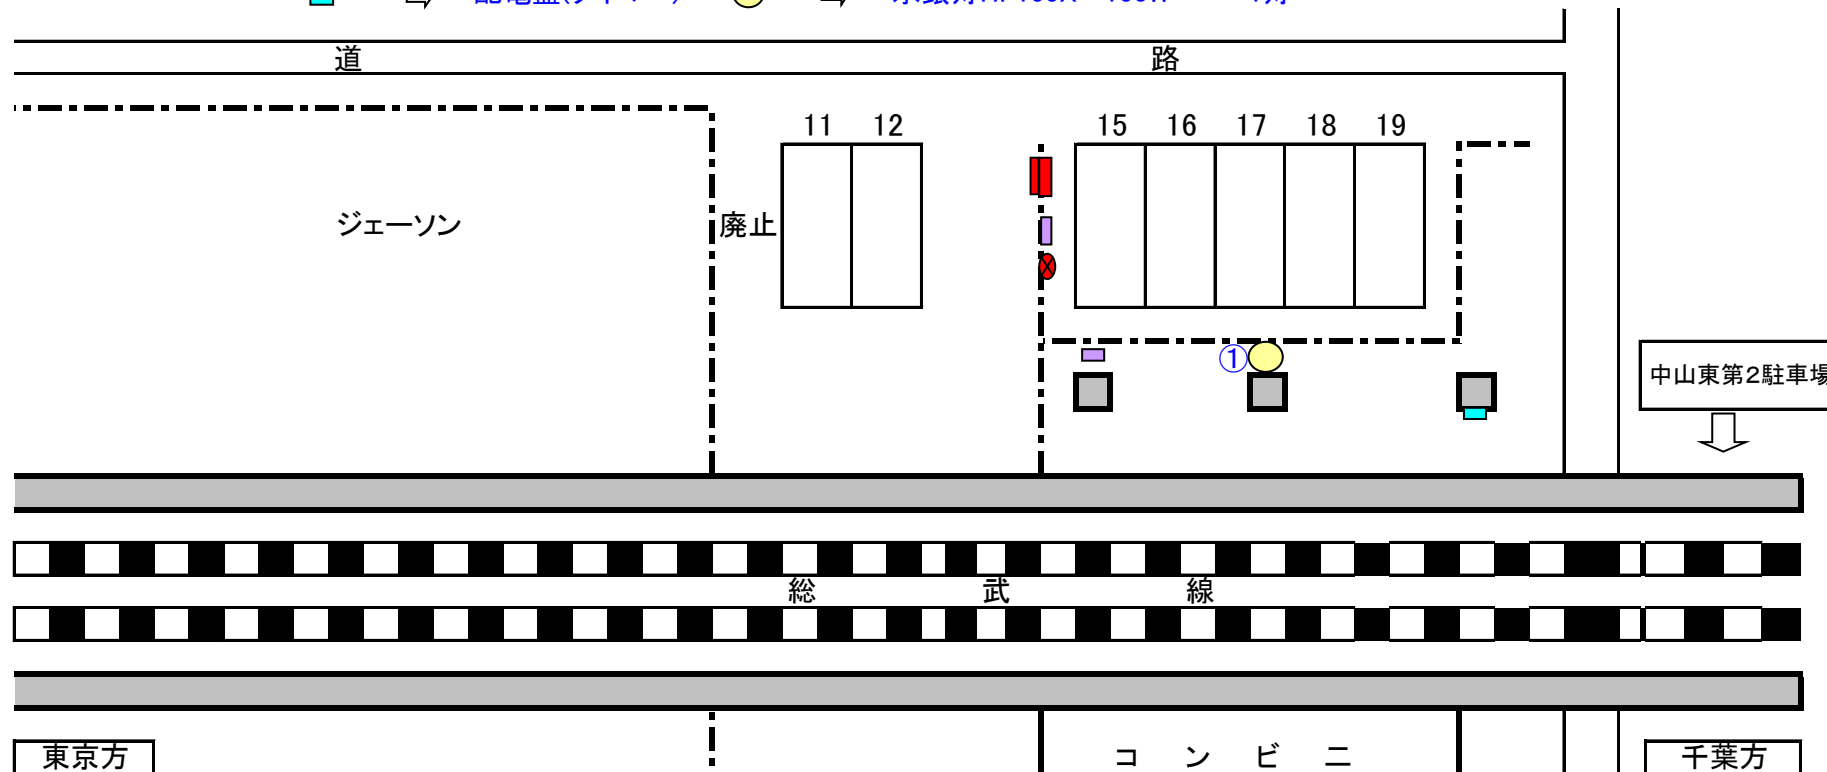 道 路
11 12 15 16 17 18 19
ジェーソン
廃止
①
中山東第2駐車場
総 武 線
東京方
コ ン ビ ニ
千葉方